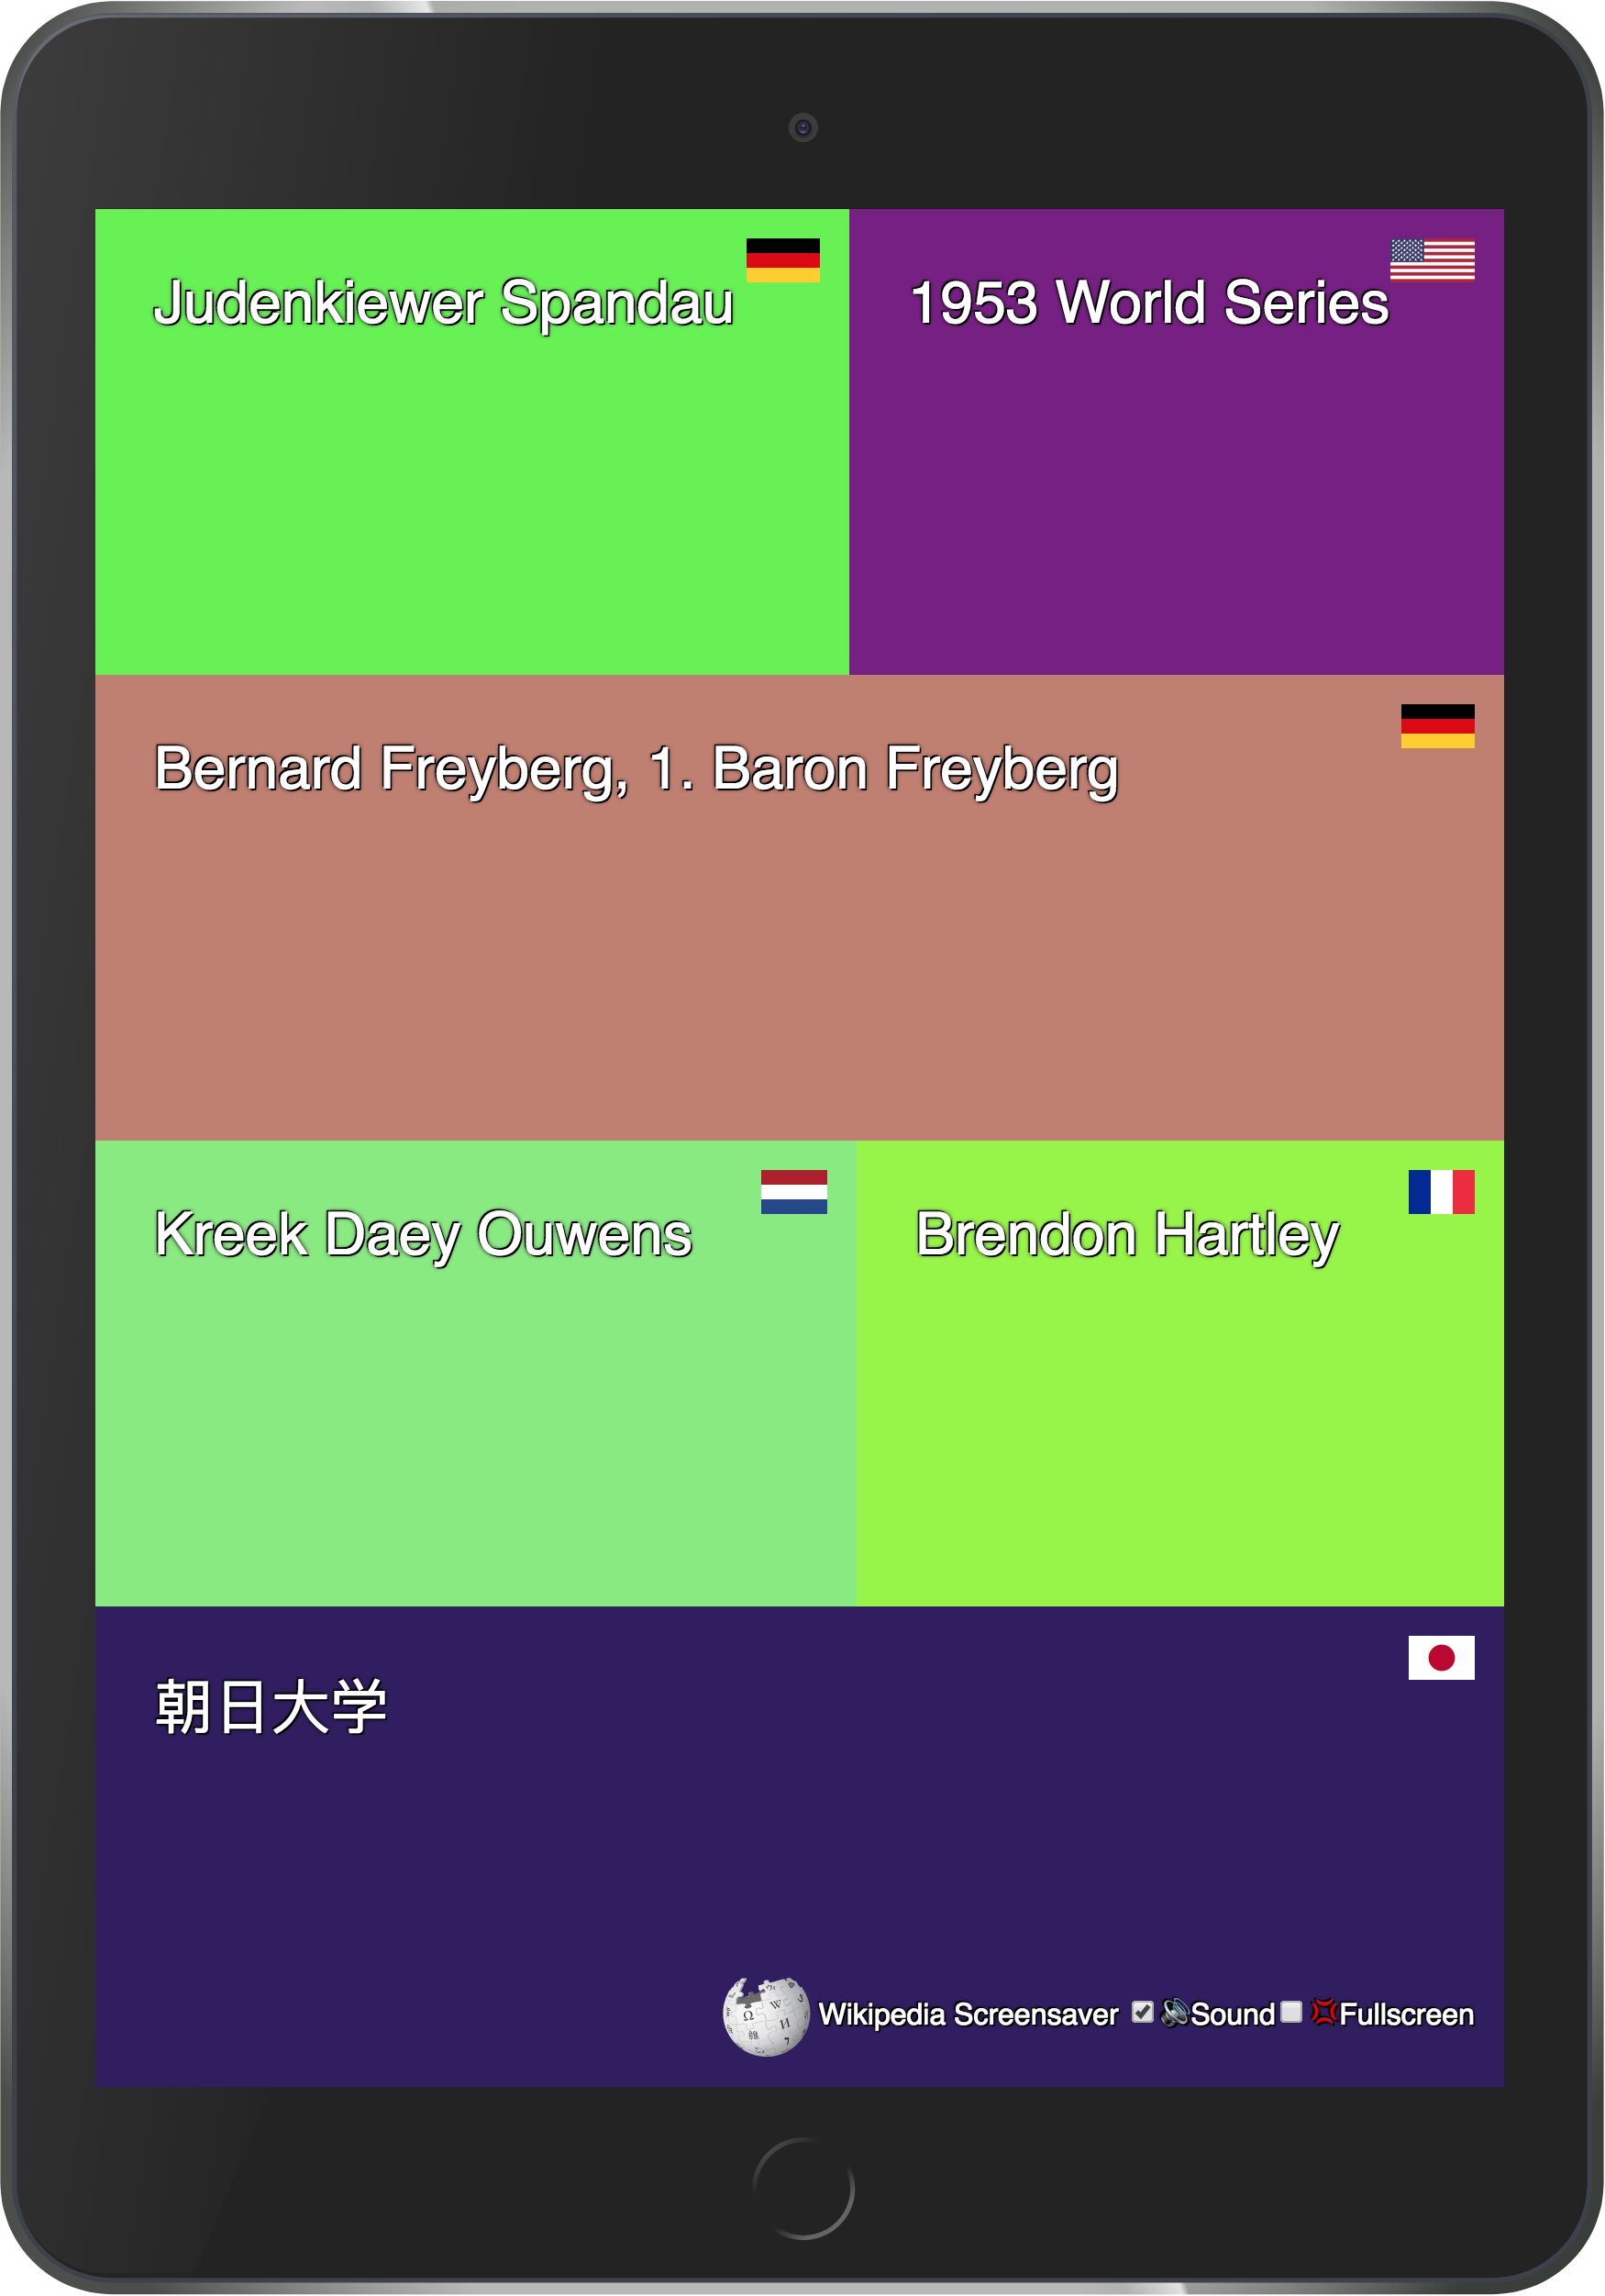 Judenkiewer Spandau
1953 World Series
Bernard Freyberg, 1. Baron Freyberg
Kreek Daey Ouwens
Brendon Hartley
朝日大学
Wikipedia Screensaver Sound Fullscreen